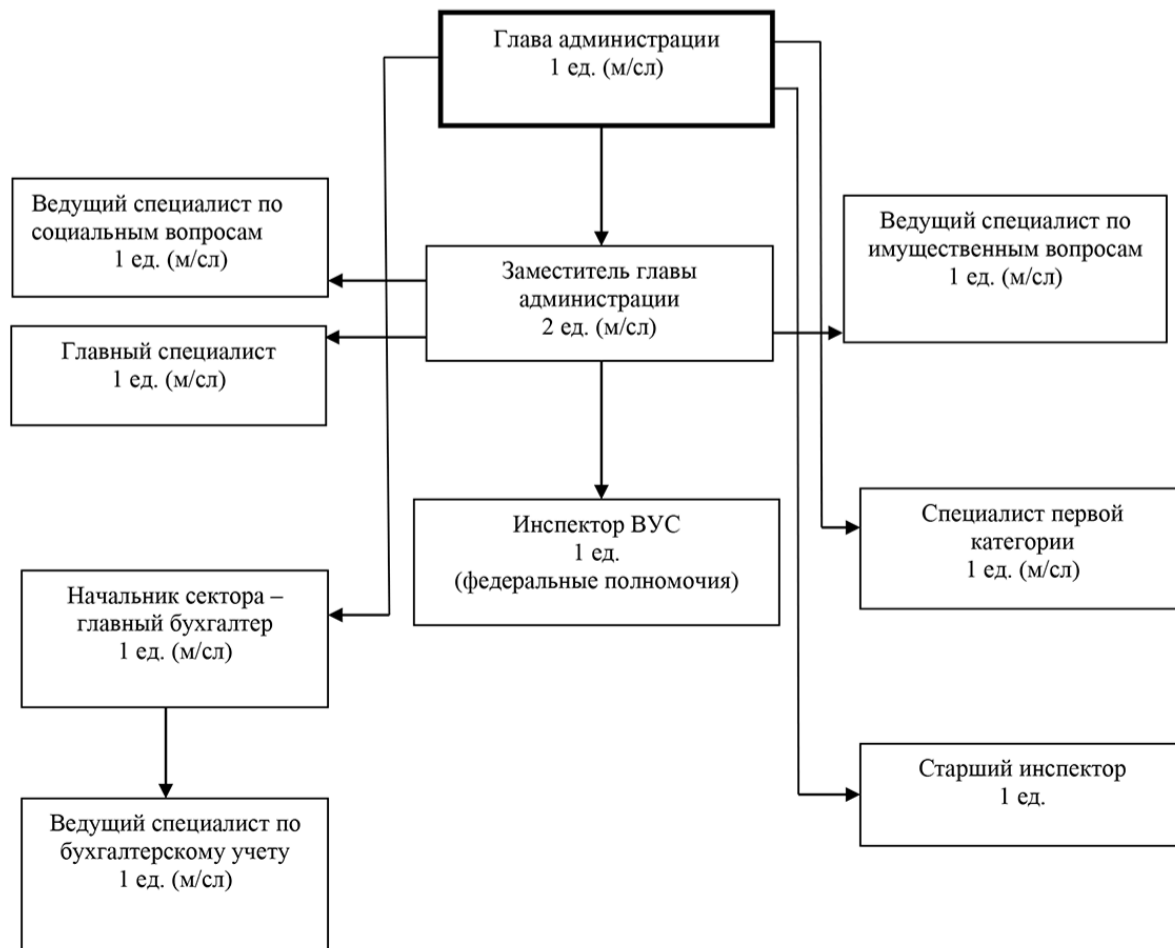 Глава администрации
1 ед. (м/сл)
Ведущий специалист по
социальным вопросам
1 ед. (м/сл)
Заместитель главы
администрации
2 ед. (м/сл)
Ведущий специалист по
имущественным вопросам
1 ед. (м/сл)
Главный специалист
1 ед. (м/сл)
Инспектор ВУС
1 ед.
(федеральные полномочия)
Специалист первой
категории
1 ед. (м/сл)
Начальник сектора –
главный бухгалтер
1 ед. (м/сл)
Старший инспектор
1 ед.
Ведущий специалист по
бухгалтерскому учету
1 ед. (м/сл)